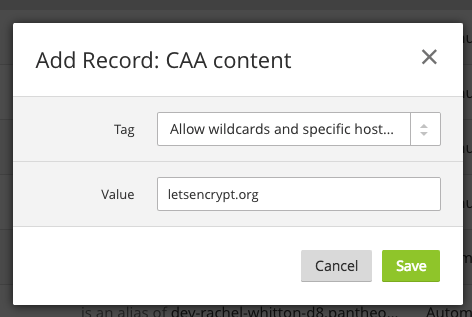 Add Record: CAA content
Tag
Allow wildcards and specific host...
Value
letsencrypt.org
Cancel
Save
is an alias of dev-rachel-whitton-d8.pantheo...
Autom